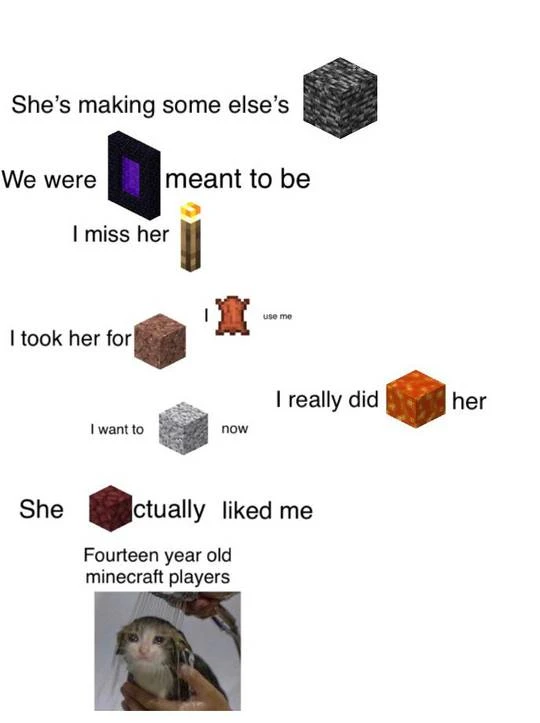 She's making some else's
We were meant to be
I miss her
I use me
I took her for
I really did her
I want to now
She ctually liked me
Fourteen year old
minecraft players